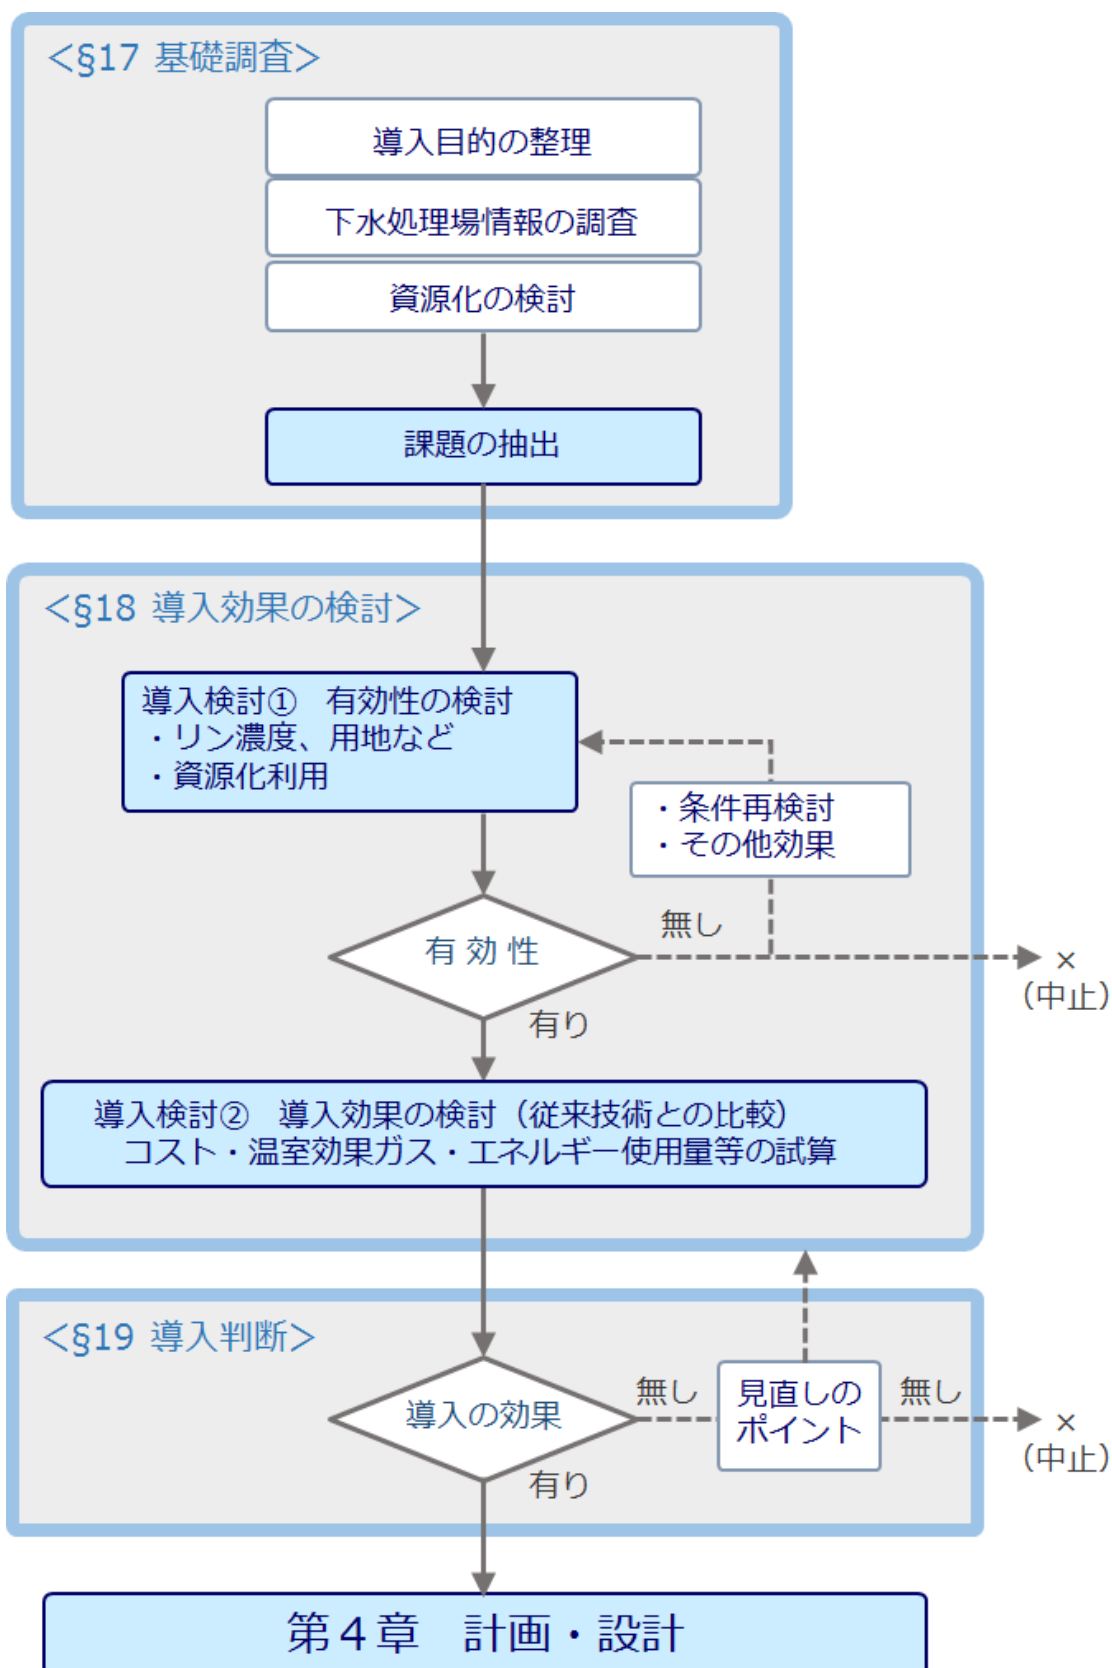 <§17 基礎調査>
導入目的の整理
下水処理場情報の調査
資源化の検討
課題の抽出
<§18 導入効果の検討>
導入検討①　有効性の検討
・リン濃度、用地など
・資源化利用
・条件再検討
・その他効果
有 効 性
無し
×
（中止）
有り
導入検討②　導入効果の検討（従来技術との比較）
コスト・温室効果ガス・エネルギー使用量等の試算
<§19 導入判断>
導入の効果
無し
見直しの
ポイント
無し
×
（中止）
有り
第４章　計画・設計